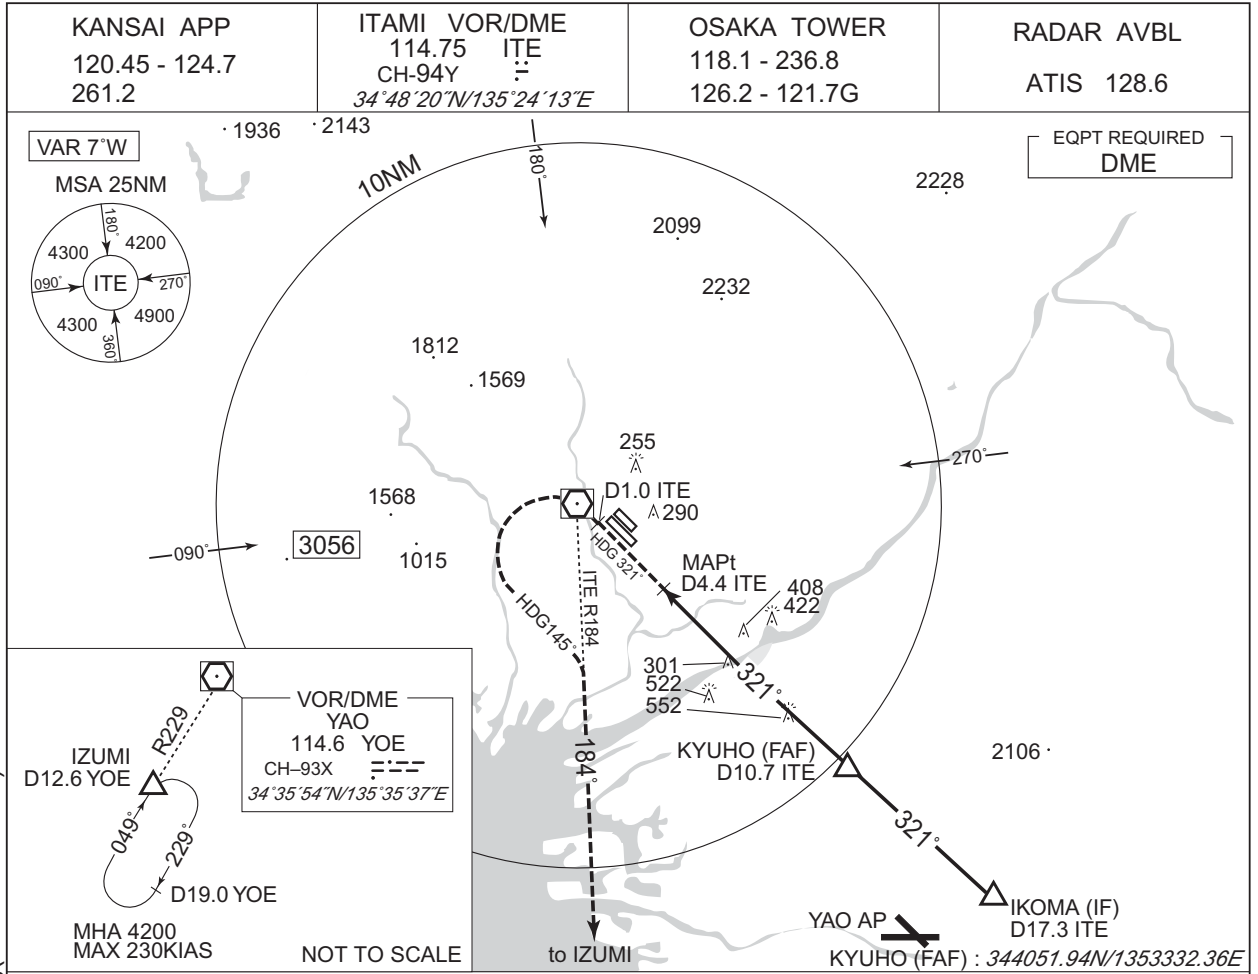 KANSAI APP
120.45 - 124.7
261.2
ITAMI VOR/DME
114.75 ITE
CH-94Y
34°48´20˝N/135°24´13˝E
OSAKA TOWER
118.1 - 236.8
126.2 - 121.7G
RADAR AVBL
ATIS 128.6
VAR 7˚W
MSA 25NM
180˚
4300
4200
090˚
ITE
270˚
4300
4900
360˚
1936
2143
10NM
180˚
EQPT REQUIRED
DME
2228
2099
2232
1812
1569
255
270˚
D1.0 ITE
290
1568
3056
090˚
1015
HDG 321˚
MAPt
D4.4 ITE
408
422
ITE R184
HDG145˚
301
522
552
321˚
KYUHO (FAF)
D10.7 ITE
2106
184˚
321˚
VOR/DME
YAO
114.6 YOE
CH–93X
34°35´54˝N/135°35´37˝E
R229
IZUMI
D12.6 YOE
049˚
229˚
D19.0 YOE
MHA 4200
MAX 230KIAS
NOT TO SCALE
to IZUMI
YAO AP
IKOMA (IF)
D17.3 ITE
KYUHO (FAF) : 344051.94N/1353332.36E